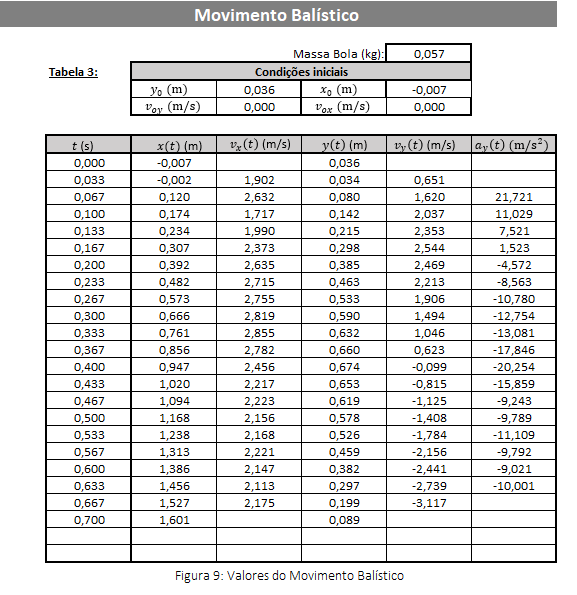 Movimento Balístico
Massa Bola (kg): 0,057
Tabela 3: Condições iniciais
y₀ (m) 0,036 x₀ (m) -0,007
v₀y (m/s) 0,000 v₀x (m/s) 0,000
t (s) x(t) (m) vₓ(t) (m/s) y(t) (m) vy(t) (m/s) ay(t) (m/s²)
0,000 -0,007 0,036
0,033 -0,002 1,902 0,034 0,651
0,067 0,120 2,632 0,080 1,620 21,721
0,100 0,174 1,717 0,142 2,037 11,029
0,133 0,234 1,990 0,215 2,353 7,521
0,167 0,307 2,373 0,298 2,544 1,523
0,200 0,392 2,635 0,385 2,469 -4,572
0,233 0,482 2,715 0,463 2,213 -8,563
0,267 0,573 2,755 0,533 1,906 -10,780
0,300 0,666 2,819 0,590 1,494 -12,754
0,333 0,761 2,855 0,632 1,046 -13,081
0,367 0,856 2,782 0,660 0,623 -17,846
0,400 0,947 2,456 0,674 -0,099 -20,254
0,433 1,020 2,217 0,653 -0,815 -15,859
0,467 1,094 2,223 0,619 -1,125 -9,243
0,500 1,168 2,156 0,578 -1,408 -9,789
0,533 1,238 2,168 0,526 -1,784 -11,109
0,567 1,313 2,221 0,459 -2,156 -9,792
0,600 1,386 2,147 0,382 -2,441 -9,021
0,633 1,456 2,113 0,297 -2,739 -10,001
0,667 1,527 2,175 0,199 -3,117
0,700 1,601 0,089
Figura 9: Valores do Movimento Balístico